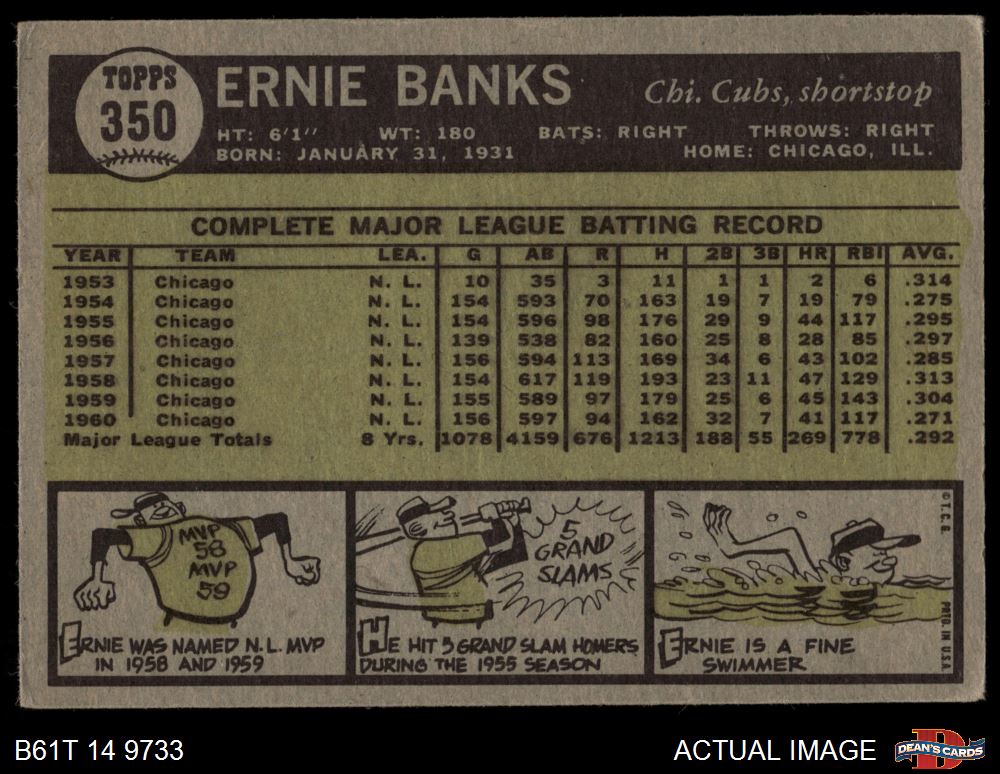 TOPPS
350
ERNIE BANKS
Chi. Cubs, shortstop
HT: 6'1" WT: 180 BATS: RIGHT THROWS: RIGHT
BORN: JANUARY 31, 1931 HOME: CHICAGO, ILL.
COMPLETE MAJOR LEAGUE BATTING RECORD
YEAR TEAM LEA. G AB R H 2B 3B HR RBI AVG.
1953 Chicago N. L. 10 35 3 11 1 1 2 6 .314
1954 Chicago N. L. 154 593 70 163 19 7 19 79 .275
1955 Chicago N. L. 154 596 98 176 29 9 44 117 .295
1956 Chicago N. L. 139 538 82 160 25 8 28 85 .297
1957 Chicago N. L. 156 594 113 169 34 6 43 102 .285
1958 Chicago N. L. 154 617 119 193 23 11 47 129 .313
1959 Chicago N. L. 155 589 97 179 25 6 45 143 .304
1960 Chicago N. L. 156 597 94 162 32 7 41 117 .271
Major League Totals 8 Yrs. 1078 4159 676 1213 188 55 269 778 .292
MVP
58
MVP
59
ERNIE WAS NAMED N.L. MVP
IN 1958 AND 1959
5
GRAND
SLAMS
HE HIT 5 GRAND SLAM HOMERS
DURING THE 1955 SEASON
ERNIE IS A FINE
SWIMMER
© T.C.G.
PRTD. IN U.S.A.
B61T 14 9733
ACTUAL IMAGE
D
DEAN'S CARDS